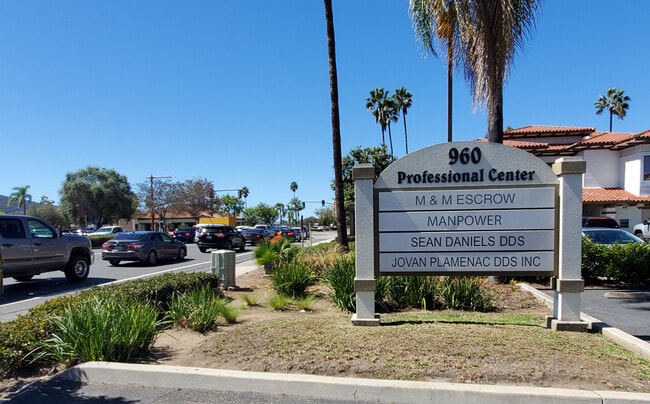 960
Professional Center
M & M ESCROW
MANPOWER
SEAN DANIELS DDS
JOVAN PLAMENAC DDS INC